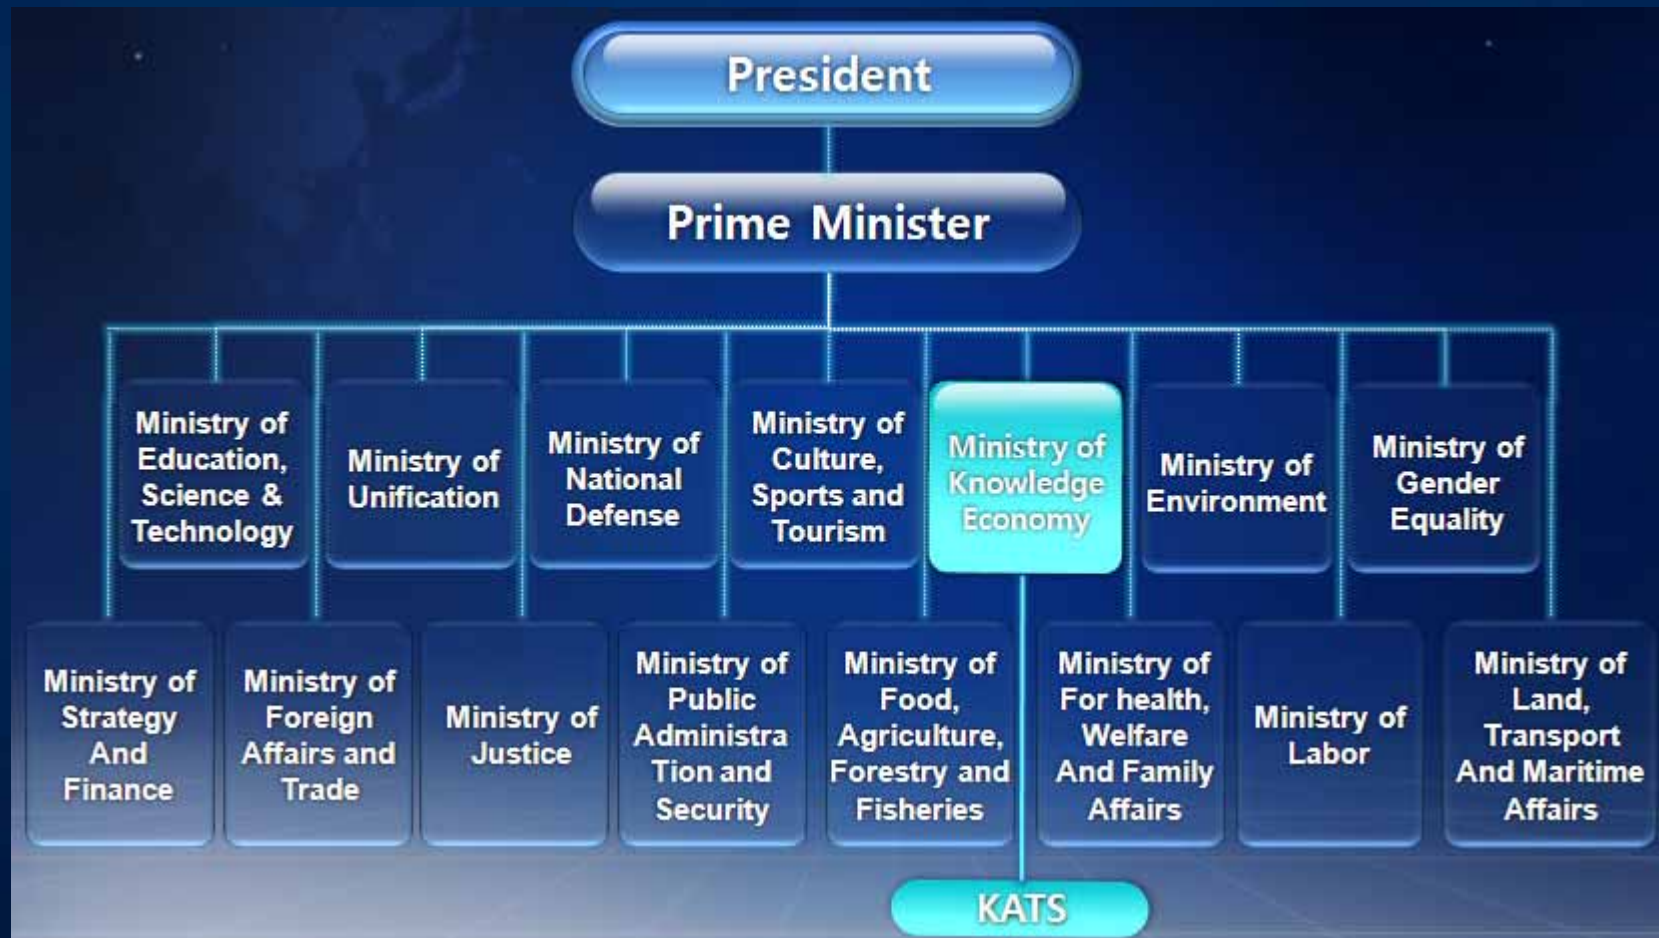 President
Prime Minister
Ministry of
Education,
Science &
Technology
Ministry of
Unification
Ministry of
National
Defense
Ministry of
Culture,
Sports and
Tourism
Ministry of
Knowledge
Economy
Ministry of
Environment
Ministry of
Gender
Equality
Ministry of
Strategy
And
Finance
Ministry of
Foreign
Affairs and
Trade
Ministry of
Justice
Ministry of
Public
Administra
Tion and
Security
Ministry of
Food,
Agriculture,
Forestry and
Fisheries
Ministry of
For health,
Welfare
And Family
Affairs
Ministry of
Labor
Ministry of
Land,
Transport
And Maritime
Affairs
KATS